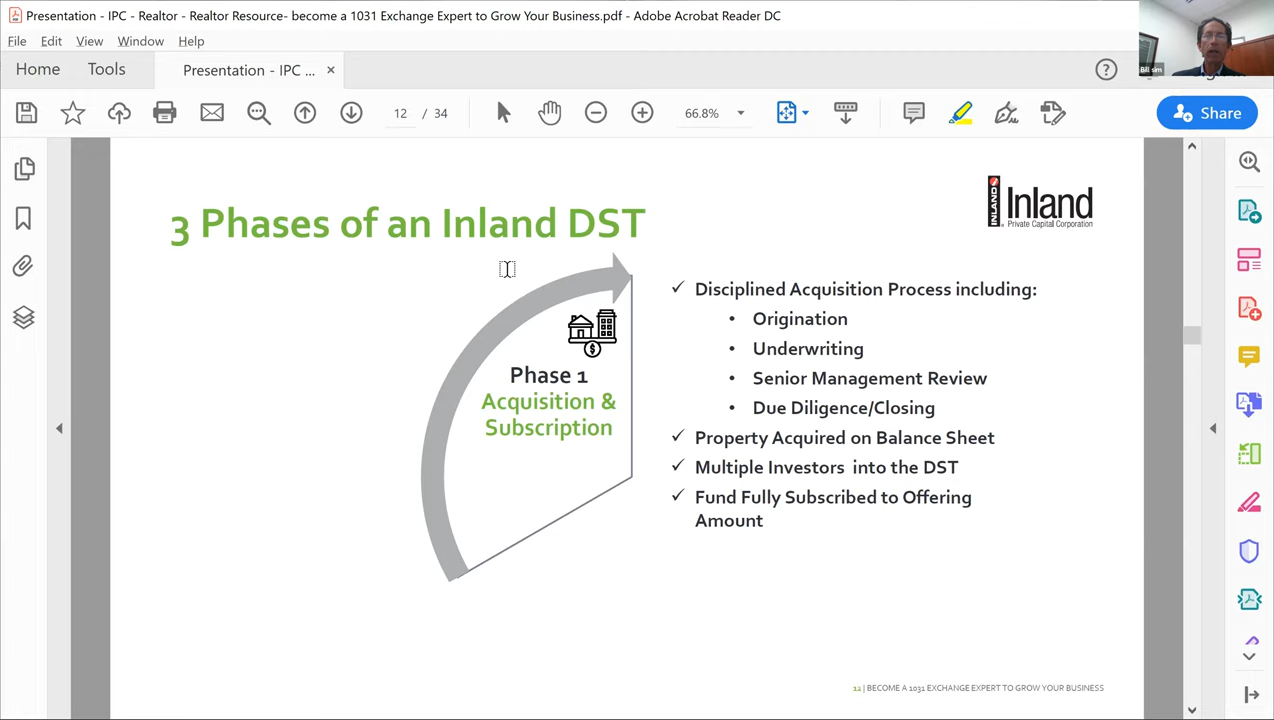 Presentation - IPC - Realtor - Realtor Resource- become a 1031 Exchange Expert to Grow Your Business.pdf - Adobe Acrobat Reader DC
File Edit View Window Help
Home Tools Presentation - IPC ... ×
12 / 34 66.8% Share
Bill sim
3 Phases of an Inland DST
INLAND Inland
Private Capital Corporation
Phase 1
Acquisition &
Subscription
✓ Disciplined Acquisition Process including:
• Origination
• Underwriting
• Senior Management Review
• Due Diligence/Closing
✓ Property Acquired on Balance Sheet
✓ Multiple Investors into the DST
✓ Fund Fully Subscribed to Offering
Amount
12 | BECOME A 1031 EXCHANGE EXPERT TO GROW YOUR BUSINESS